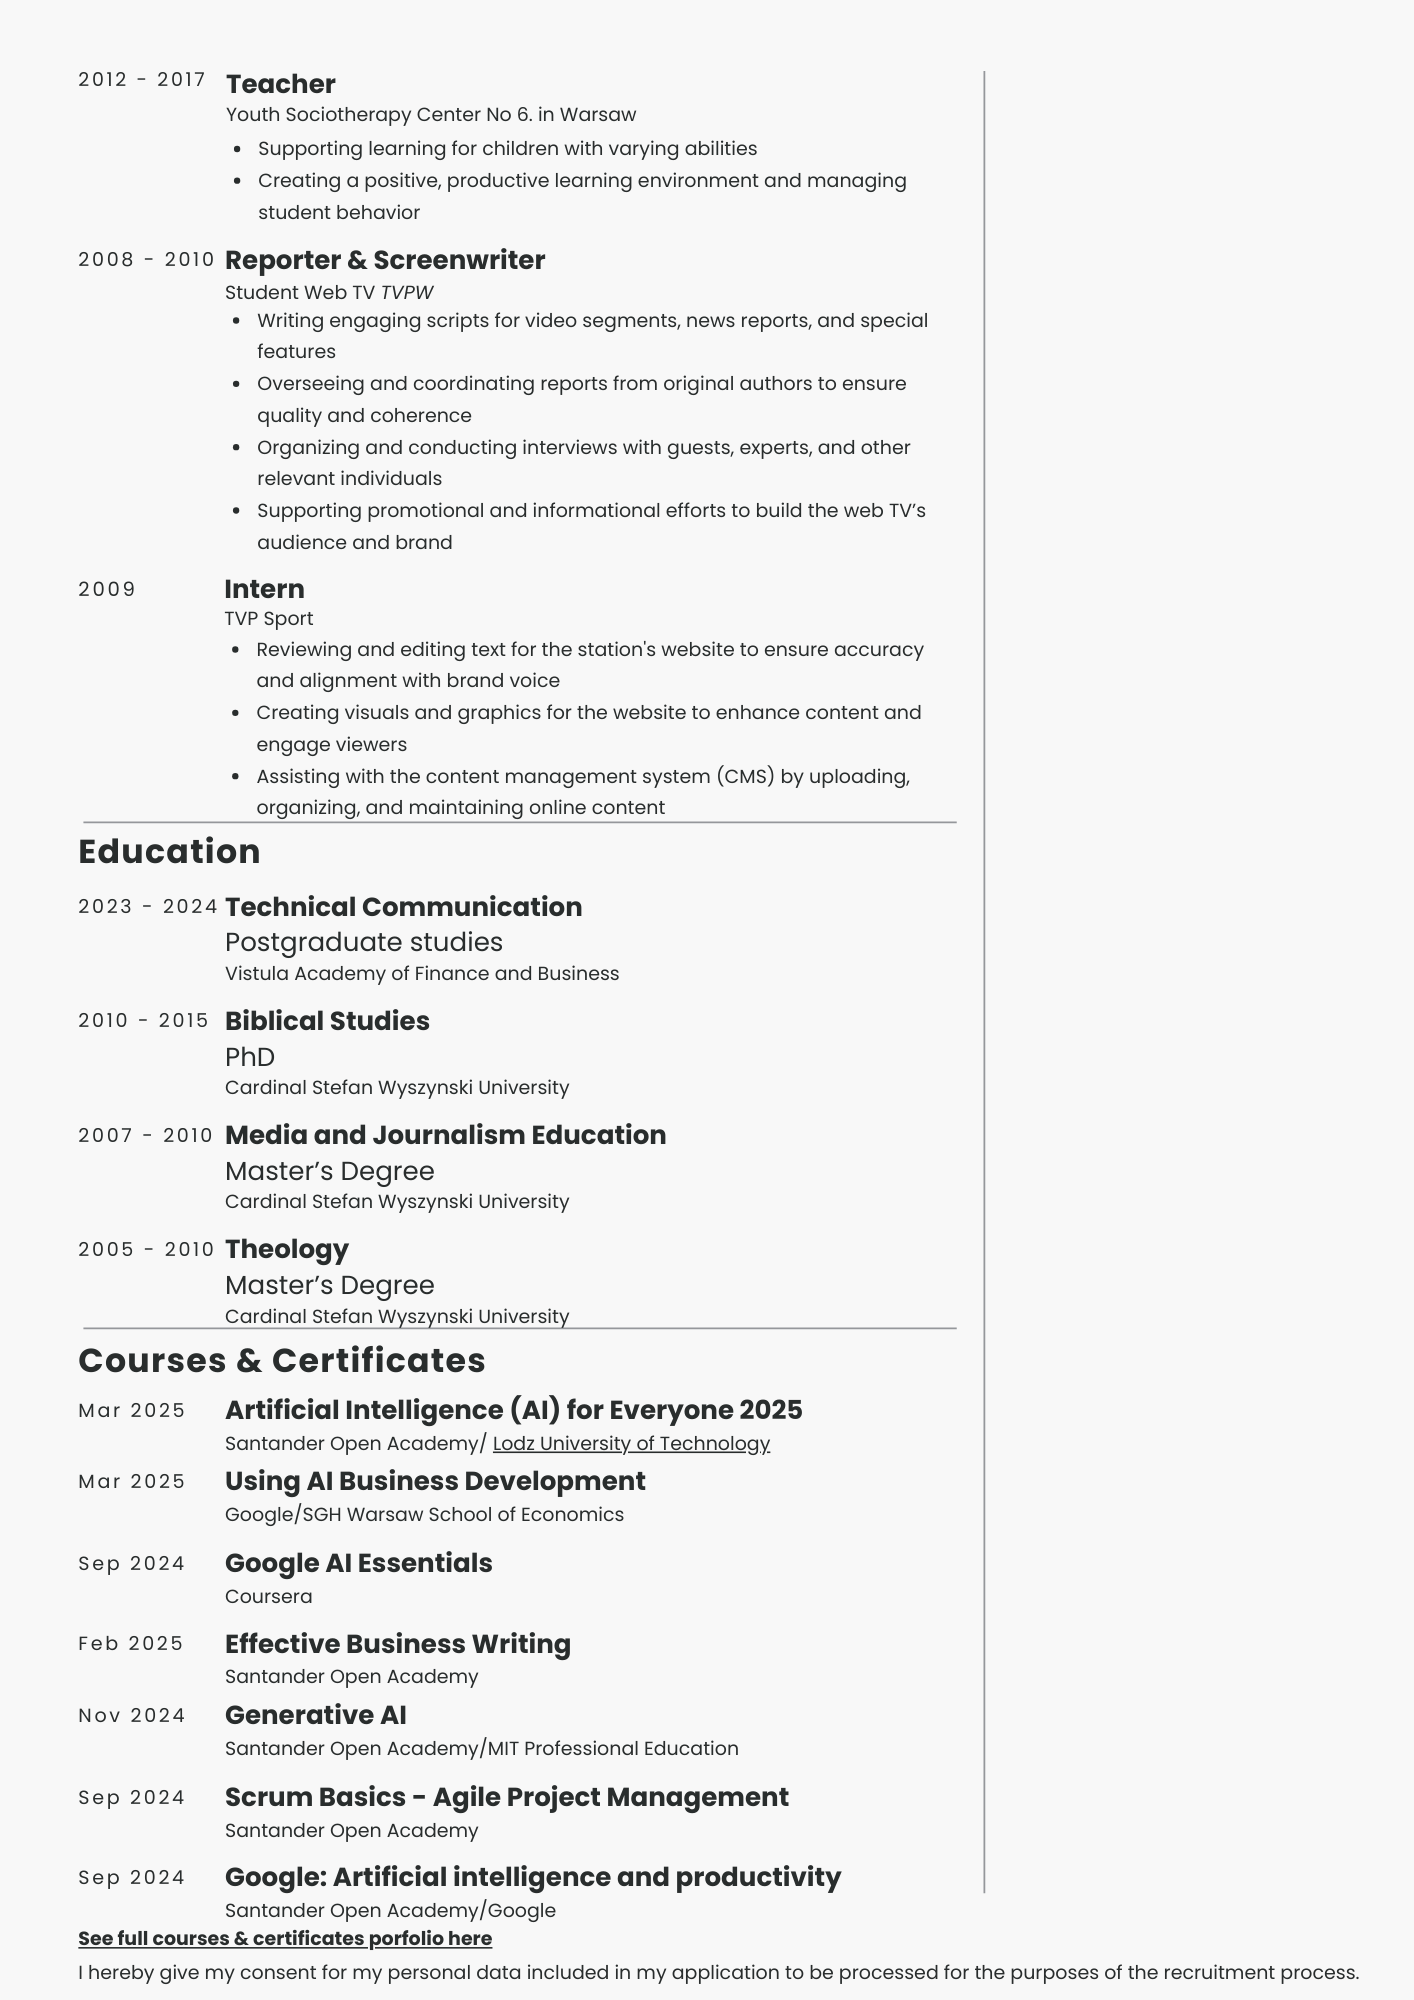 2012 - 2017 Teacher
Youth Sociotherapy Center No 6. in Warsaw
• Supporting learning for children with varying abilities
• Creating a positive, productive learning environment and managing
student behavior
2008 - 2010 Reporter & Screenwriter
Student Web TV TVPW
• Writing engaging scripts for video segments, news reports, and special
features
• Overseeing and coordinating reports from original authors to ensure
quality and coherence
• Organizing and conducting interviews with guests, experts, and other
relevant individuals
• Supporting promotional and informational efforts to build the web TV’s
audience and brand
2009 Intern
TVP Sport
• Reviewing and editing text for the station's website to ensure accuracy
and alignment with brand voice
• Creating visuals and graphics for the website to enhance content and
engage viewers
• Assisting with the content management system (CMS) by uploading,
organizing, and maintaining online content
Education
2023 - 2024 Technical Communication
Postgraduate studies
Vistula Academy of Finance and Business
2010 - 2015 Biblical Studies
PhD
Cardinal Stefan Wyszynski University
2007 - 2010 Media and Journalism Education
Master’s Degree
Cardinal Stefan Wyszynski University
2005 - 2010 Theology
Master’s Degree
Cardinal Stefan Wyszynski University
Courses & Certificates
Mar 2025 Artificial Intelligence (AI) for Everyone 2025
Santander Open Academy/ Lodz University of Technology
Mar 2025 Using AI Business Development
Google/SGH Warsaw School of Economics
Sep 2024 Google AI Essentials
Coursera
Feb 2025 Effective Business Writing
Santander Open Academy
Nov 2024 Generative AI
Santander Open Academy/MIT Professional Education
Sep 2024 Scrum Basics - Agile Project Management
Santander Open Academy
Sep 2024 Google: Artificial intelligence and productivity
Santander Open Academy/Google
See full courses & certificates porfolio here
I hereby give my consent for my personal data included in my application to be processed for the purposes of the recruitment process.